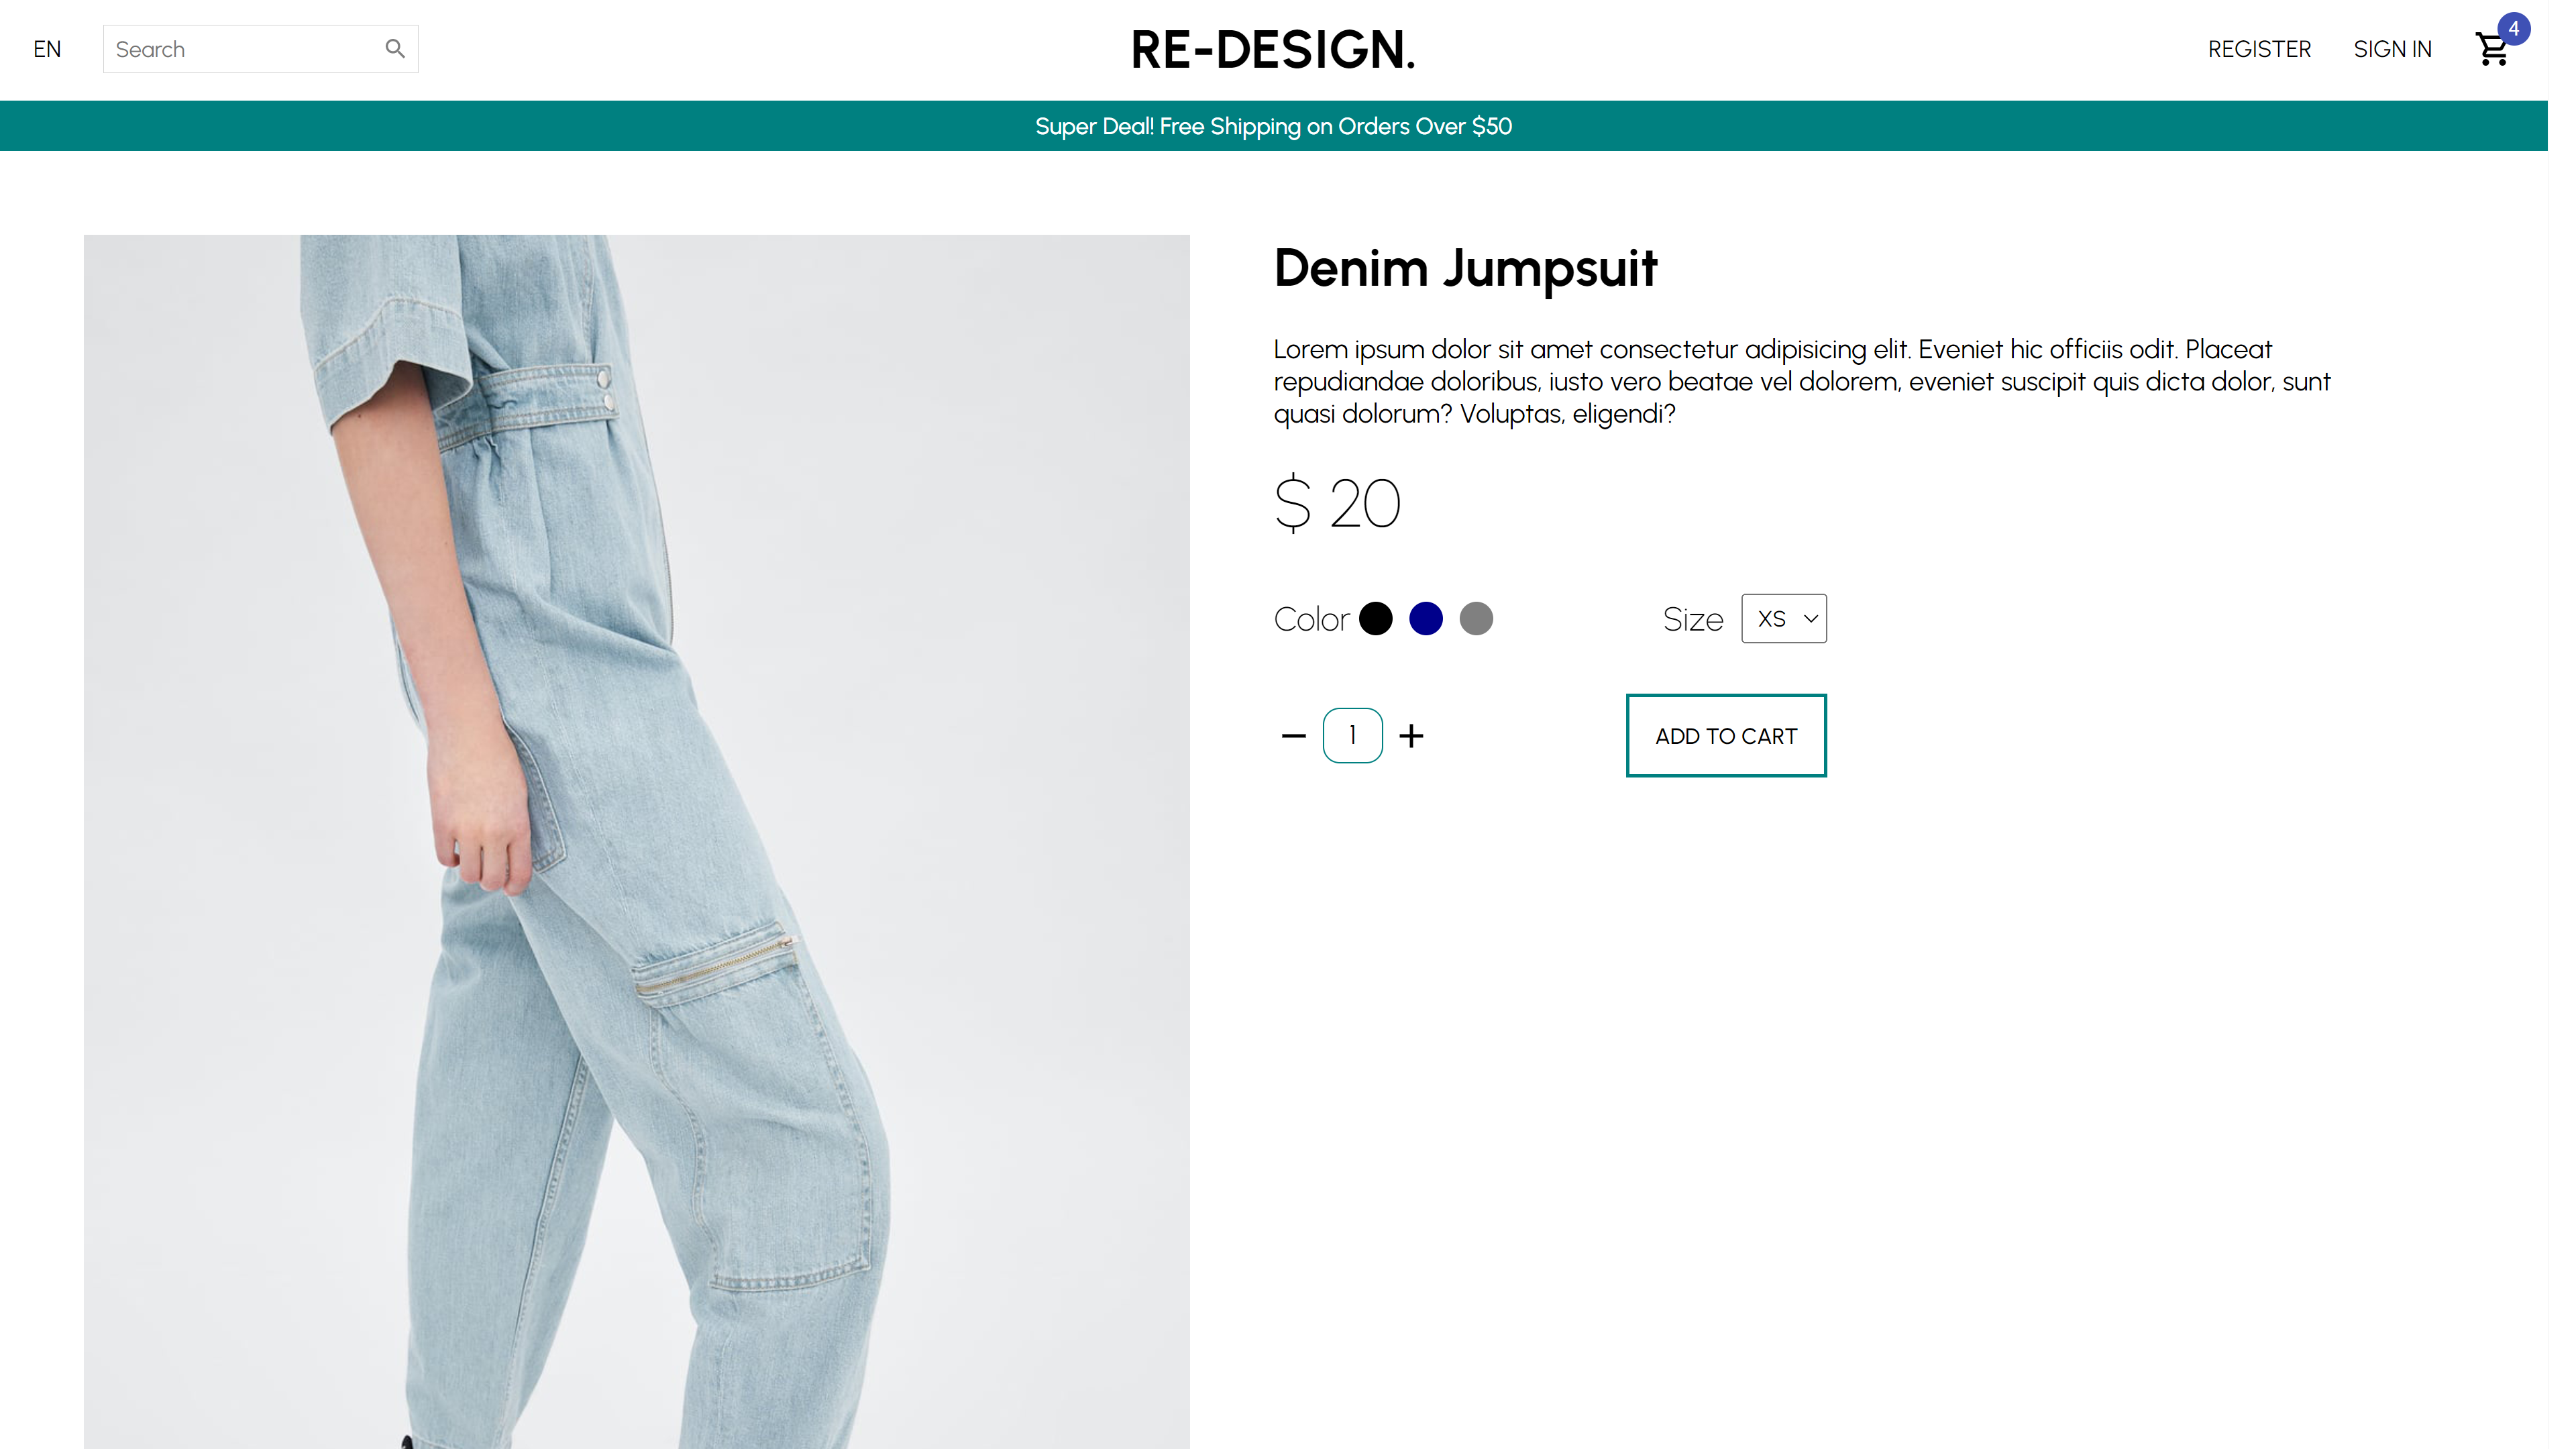 EN
Search
RE-DESIGN.
REGISTER
SIGN IN
4
Super Deal! Free Shipping on Orders Over $50
Denim Jumpsuit
Lorem ipsum dolor sit amet consectetur adipisicing elit. Eveniet hic officiis odit. Placeat
repudiandae doloribus, iusto vero beatae vel dolorem, eveniet suscipit quis dicta dolor, sunt
quasi dolorum? Voluptas, eligendi?
$ 20
Color
Size
XS
1
ADD TO CART